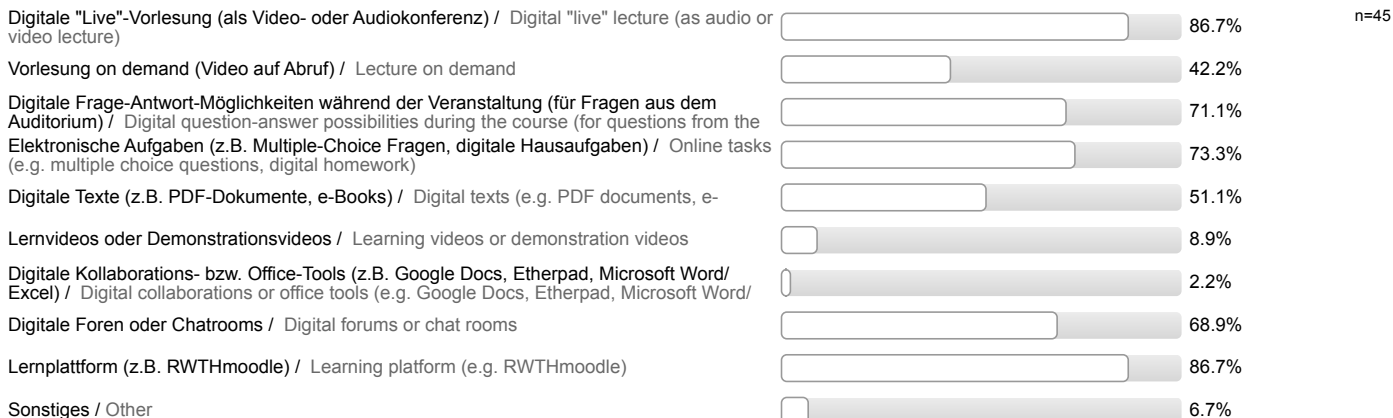 Digitale "Live"-Vorlesung (als Video- oder Audiokonferenz) / Digital "live" lecture (as audio or
video lecture)
86.7%
n=45
Vorlesung on demand (Video auf Abruf) / Lecture on demand
42.2%
Digitale Frage-Antwort-Möglichkeiten während der Veranstaltung (für Fragen aus dem
Auditorium) / Digital question-answer possibilities during the course (for questions from the
71.1%
Elektronische Aufgaben (z.B. Multiple-Choice Fragen, digitale Hausaufgaben) / Online tasks
(e.g. multiple choice questions, digital homework)
73.3%
Digitale Texte (z.B. PDF-Dokumente, e-Books) / Digital texts (e.g. PDF documents, e-
51.1%
Lernvideos oder Demonstrationsvideos / Learning videos or demonstration videos
8.9%
Digitale Kollaborations- bzw. Office-Tools (z.B. Google Docs, Etherpad, Microsoft Word/
Excel) / Digital collaborations or office tools (e.g. Google Docs, Etherpad, Microsoft Word/
2.2%
Digitale Foren oder Chatrooms / Digital forums or chat rooms
68.9%
Lernplattform (z.B. RWTHmoodle) / Learning platform (e.g. RWTHmoodle)
86.7%
Sonstiges / Other
6.7%